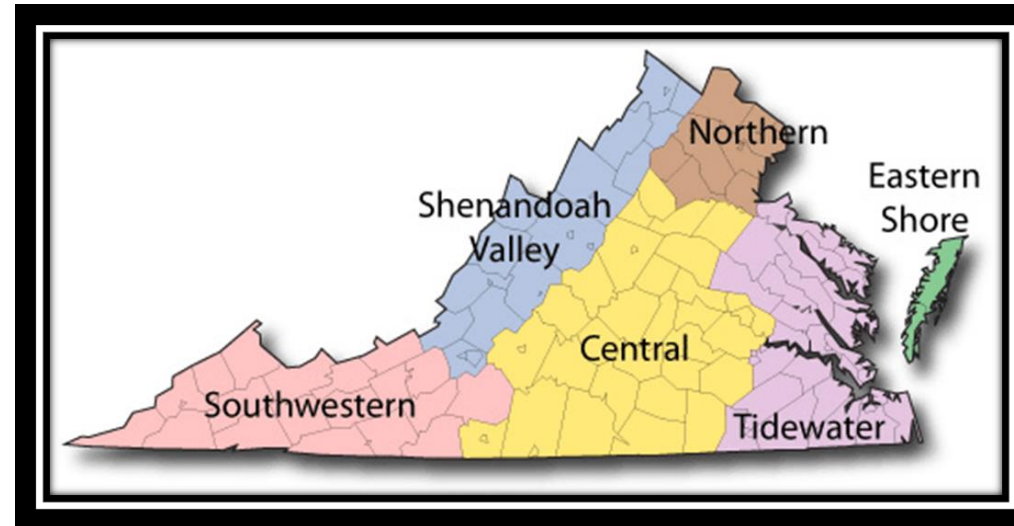 Northern
Eastern
Shore
Shenandoah
Valley
Central
Southwestern
Tidewater